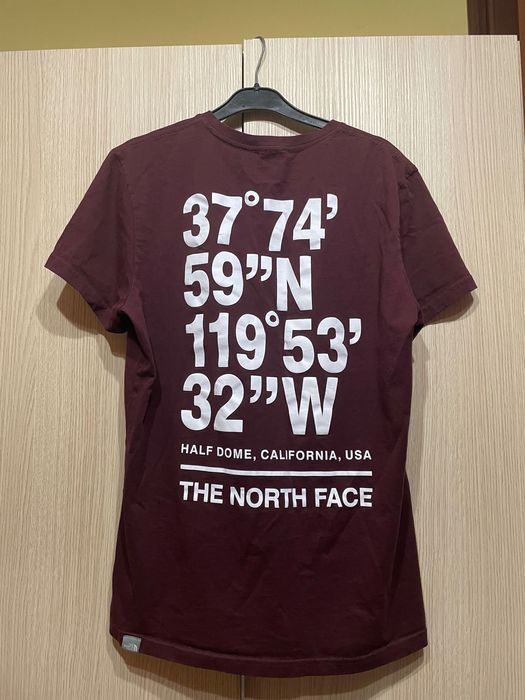 37°74’
59”N
119°53’
32”W
HALF DOME, CALIFORNIA, USA
THE NORTH FACE